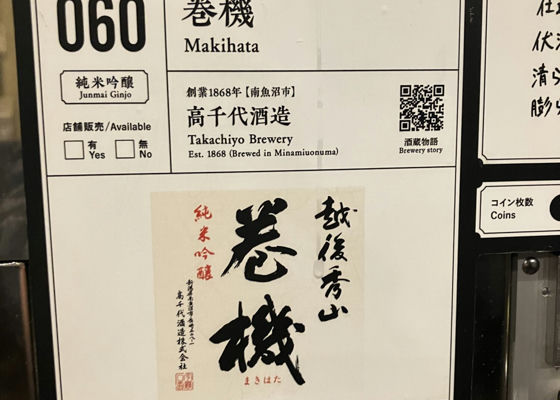 060
巻機
Makihata
純米吟醸
Junmai Ginjo
店舗販売/Available
有
Yes
無
No
創業1868年【南魚沼市】
高千代酒造
Takachiyo Brewery
Est. 1868 (Brewed in Minamiuonuma)
酒蔵物語
Brewery story
越後秀山
巻機
まきはた
純米吟醸
高千代酒造株式会社
コイン枚数
Coins
伏
清ら